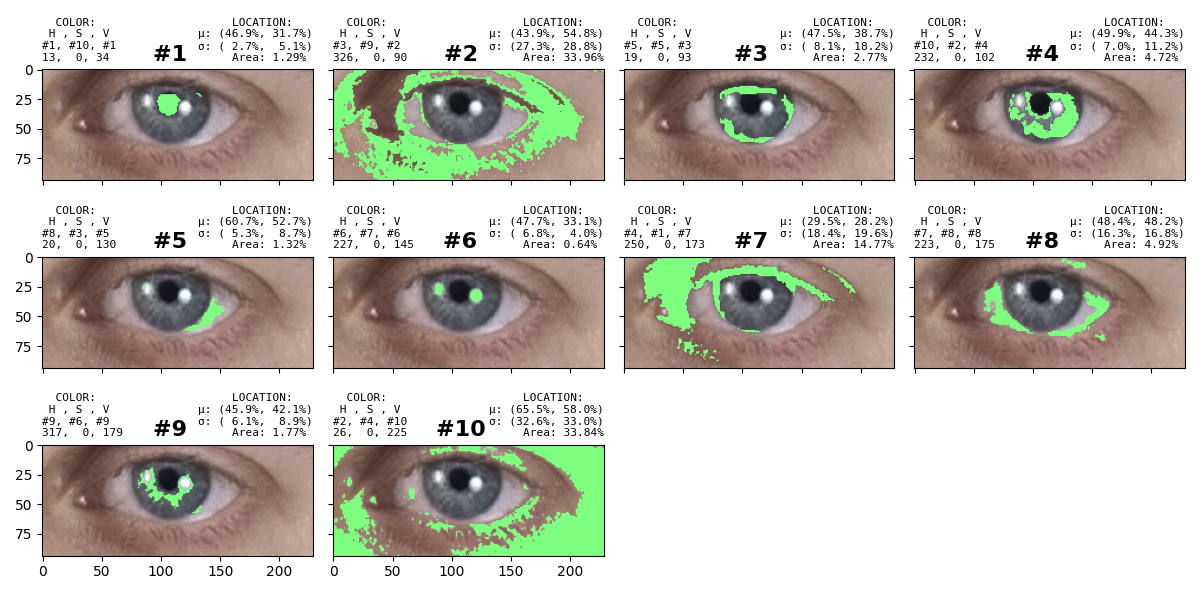 COLOR: LOCATION: COLOR: LOCATION: COLOR: LOCATION: COLOR: LOCATION:
H , S , V μ: (46.9%, 31.7%) H , S , V μ: (43.9%, 54.8%) H , S , V μ: (47.5%, 38.7%) H , S , V μ: (49.9%, 44.3%)
#1, #10, #1 σ: ( 2.7%, 5.1%) #3, #9, #2 σ: (27.3%, 28.8%) #5, #5, #3 σ: ( 8.1%, 18.2%) #10, #2, #4 σ: ( 7.0%, 11.2%)
13, 0, 34 #1 Area: 1.29% 326, 0, 90 #2 Area: 33.96% 19, 0, 93 #3 Area: 2.77% 232, 0, 102 #4 Area: 4.72%
0
25
50
75
COLOR: LOCATION: COLOR: LOCATION: COLOR: LOCATION: COLOR: LOCATION:
H , S , V μ: (60.7%, 52.7%) H , S , V μ: (47.7%, 33.1%) H , S , V μ: (29.5%, 28.2%) H , S , V μ: (48.4%, 48.2%)
#8, #3, #5 σ: ( 5.3%, 8.7%) #6, #7, #6 σ: ( 6.8%, 4.0%) #4, #1, #7 σ: (18.4%, 19.6%) #7, #8, #8 σ: (16.3%, 16.8%)
20, 0, 130 #5 Area: 1.32% 227, 0, 145 #6 Area: 0.64% 250, 0, 173 #7 Area: 14.77% 223, 0, 175 #8 Area: 4.92%
0
25
50
75
COLOR: LOCATION: COLOR: LOCATION:
H , S , V μ: (45.9%, 42.1%) H , S , V μ: (65.5%, 58.0%)
#9, #6, #9 σ: ( 6.1%, 8.9%) #2, #4, #10 σ: (32.6%, 33.0%)
317, 0, 179 #9 Area: 1.77% 26, 0, 225 #10 Area: 33.84%
0
25
50
75
0 50 100 150 200 0 50 100 150 200